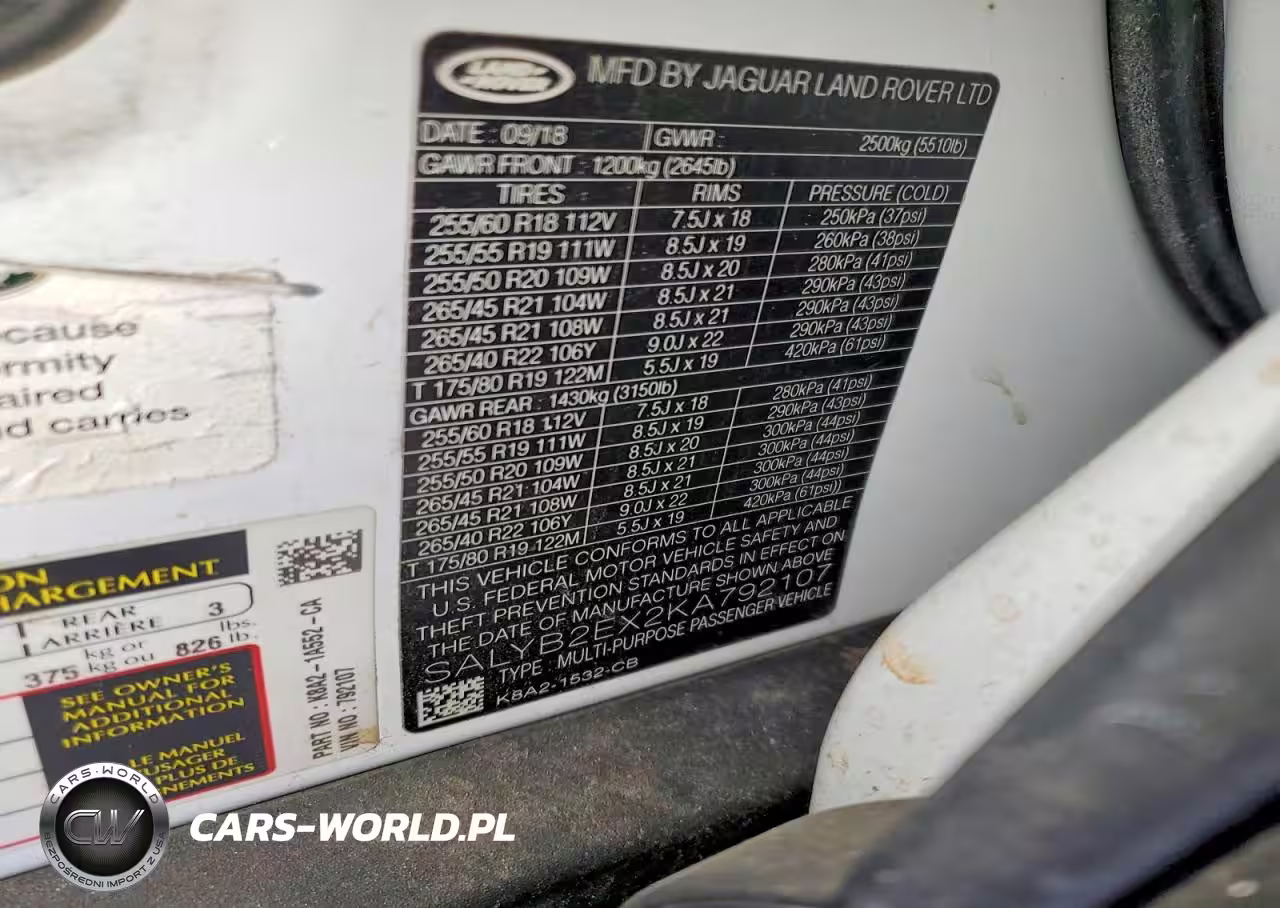 LAND-
-ROVER
MFD BY JAGUAR LAND ROVER LTD
DATE : 09/18 GVWR : 2500kg (5510lb)
GAWR FRONT : 1200kg (2645lb)
TIRES RIMS PRESSURE (COLD)
255/60 R18 112V 7.5J x 18 250kPa (37psi)
255/55 R19 111W 8.5J x 19 260kPa (38psi)
255/50 R20 109W 8.5J x 20 280kPa (41psi)
265/45 R21 104W 8.5J x 21 290kPa (43psi)
265/45 R21 108W 8.5J x 21 290kPa (43psi)
265/40 R22 106Y 9.0J x 22 290kPa (43psi)
T 175/80 R19 122M 5.5J x 19 420kPa (61psi)
GAWR REAR : 1430kg (3150lb)
255/60 R18 112V 7.5J x 18 280kPa (41psi)
255/55 R19 111W 8.5J x 19 290kPa (43psi)
255/50 R20 109W 8.5J x 20 300kPa (44psi)
265/45 R21 104W 8.5J x 21 300kPa (44psi)
265/45 R21 108W 8.5J x 21 300kPa (44psi)
265/40 R22 106Y 9.0J x 22 300kPa (44psi)
T 175/80 R19 122M 5.5J x 19 420kPa (61psi))
THIS VEHICLE CONFORMS TO ALL APPLICABLE
U.S. FEDERAL MOTOR VEHICLE SAFETY AND
THEFT PREVENTION STANDARDS IN EFFECT ON
THE DATE OF MANUFACTURE SHOWN ABOVE
SALYB2EX2KA792107
TYPE : MULTI-PURPOSE PASSENGER VEHICLE
K8A2-1532-CB
ecause
ormity
aired
nd carries
ON
HARGEMENT
REAR 3
ARRIÈRE
375 kg or 826 lbs.
kg ou lb.
SEE OWNER'S
MANUAL FOR
ADDITIONAL
INFORMATION
LE MANUEL
USAGER
PLUS DE
NEMENTS
PART NO : K8A2-1A552-CA
VIN NO : 792107
CARS-WORLD
CW
BEZPOŚREDNI IMPORT Z USA
CARS-WORLD.PL